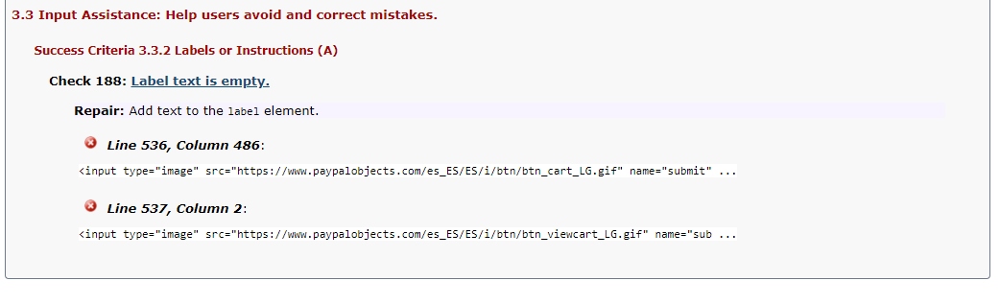 3.3 Input Assistance: Help users avoid and correct mistakes.
Success Criteria 3.3.2 Labels or Instructions (A)
Check 188: Label text is empty.
Repair: Add text to the label element.
Line 536, Column 486:
<input type="image" src="https://www.paypalobjects.com/es_ES/ES/i/btn/btn_cart_LG.gif" name="submit" ...
Line 537, Column 2:
<input type="image" src="https://www.paypalobjects.com/es_ES/ES/i/btn/btn_viewcart_LG.gif" name="sub ...